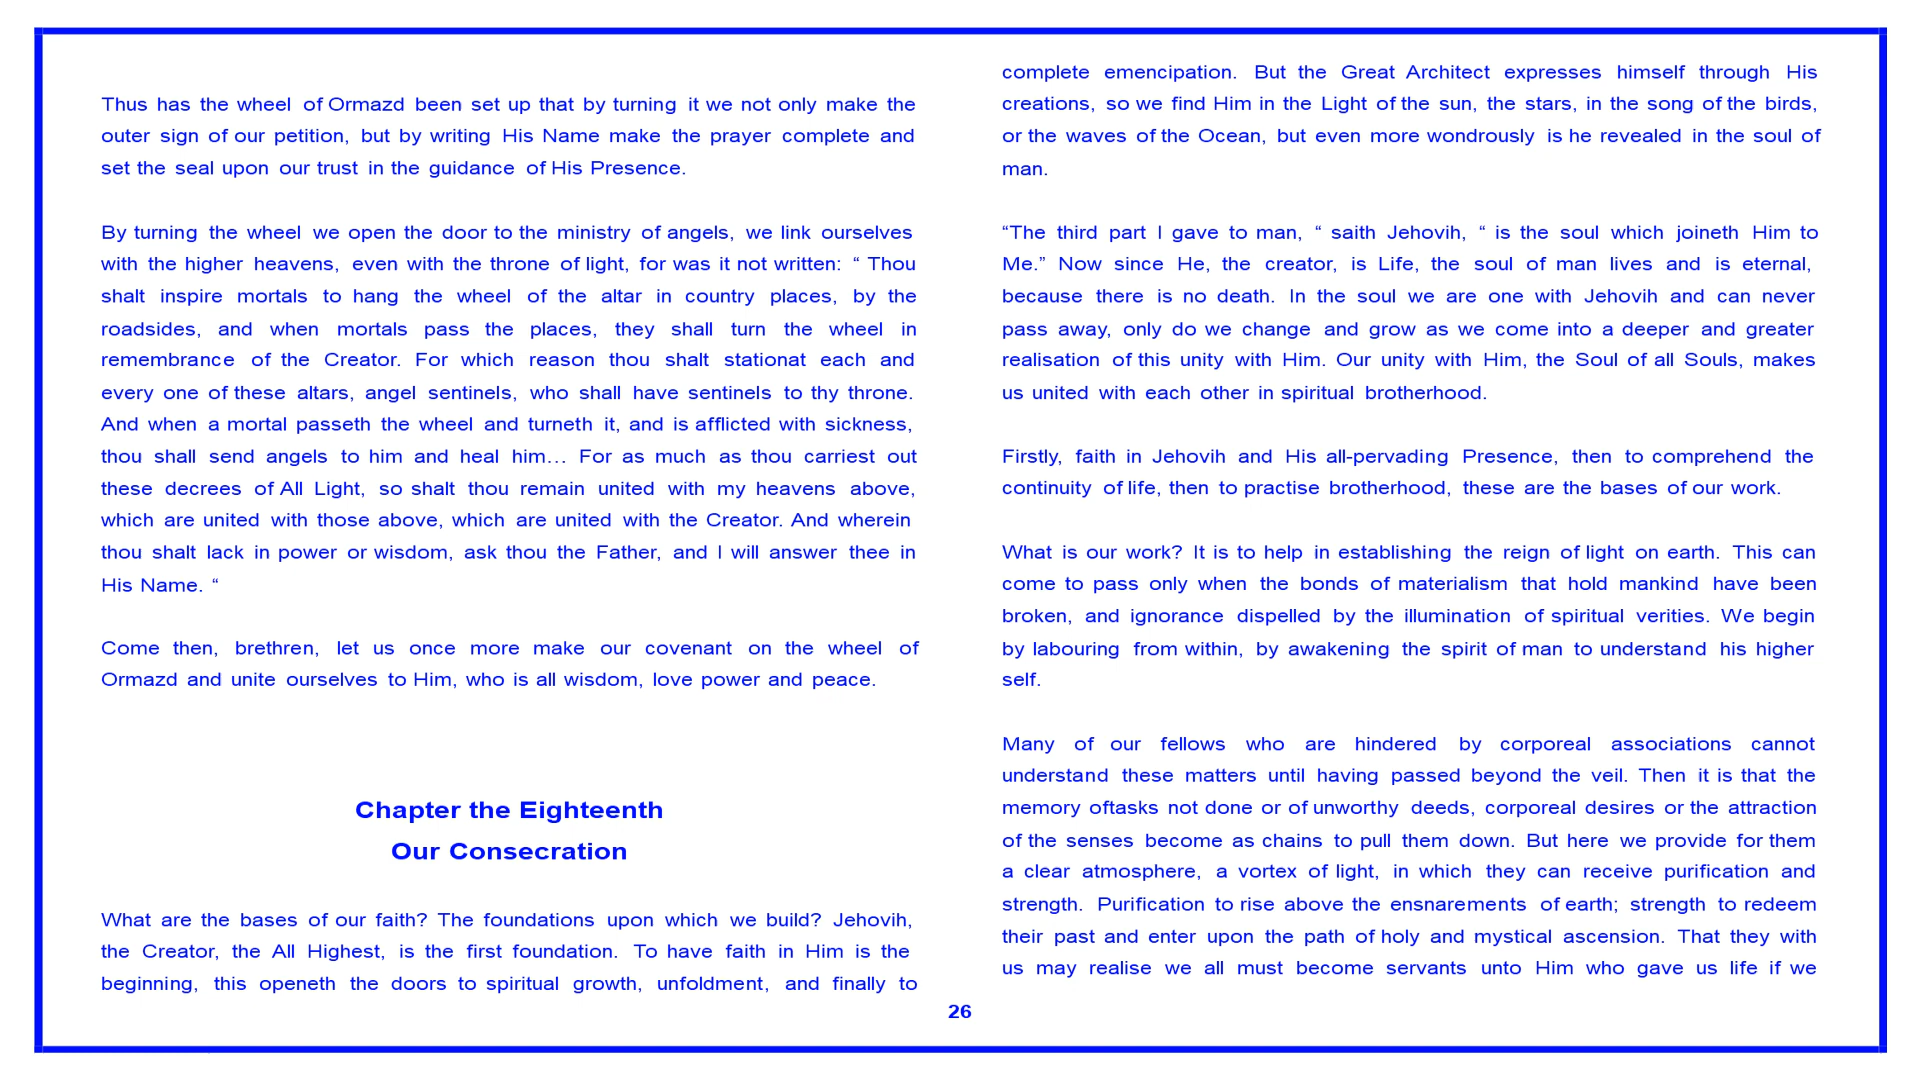 Thus has the wheel of Ormazd been set up that by turning it we not only make the
outer sign of our petition, but by writing His Name make the prayer complete and
set the seal upon our trust in the guidance of His Presence.
By turning the wheel we open the door to the ministry of angels, we link ourselves
with the higher heavens, even with the throne of light, for was it not written: “ Thou
shalt inspire mortals to hang the wheel of the altar in country places, by the
roadsides, and when mortals pass the places, they shall turn the wheel in
remembrance of the Creator. For which reason thou shalt stationat each and
every one of these altars, angel sentinels, who shall have sentinels to thy throne.
And when a mortal passeth the wheel and turneth it, and is afflicted with sickness,
thou shall send angels to him and heal him… For as much as thou carriest out
these decrees of All Light, so shalt thou remain united with my heavens above,
which are united with those above, which are united with the Creator. And wherein
thou shalt lack in power or wisdom, ask thou the Father, and I will answer thee in
His Name. “
Come then, brethren, let us once more make our covenant on the wheel of
Ormazd and unite ourselves to Him, who is all wisdom, love power and peace.
Chapter the Eighteenth
Our Consecration
What are the bases of our faith? The foundations upon which we build? Jehovih,
the Creator, the All Highest, is the first foundation. To have faith in Him is the
beginning, this openeth the doors to spiritual growth, unfoldment, and finally to
complete emencipation. But the Great Architect expresses himself through His
creations, so we find Him in the Light of the sun, the stars, in the song of the birds,
or the waves of the Ocean, but even more wondrously is he revealed in the soul of
man.
“The third part I gave to man, “ saith Jehovih, “ is the soul which joineth Him to
Me.” Now since He, the creator, is Life, the soul of man lives and is eternal,
because there is no death. In the soul we are one with Jehovih and can never
pass away, only do we change and grow as we come into a deeper and greater
realisation of this unity with Him. Our unity with Him, the Soul of all Souls, makes
us united with each other in spiritual brotherhood.
Firstly, faith in Jehovih and His all-pervading Presence, then to comprehend the
continuity of life, then to practise brotherhood, these are the bases of our work.
What is our work? It is to help in establishing the reign of light on earth. This can
come to pass only when the bonds of materialism that hold mankind have been
broken, and ignorance dispelled by the illumination of spiritual verities. We begin
by labouring from within, by awakening the spirit of man to understand his higher
self.
Many of our fellows who are hindered by corporeal associations cannot
understand these matters until having passed beyond the veil. Then it is that the
memory oftasks not done or of unworthy deeds, corporeal desires or the attraction
of the senses become as chains to pull them down. But here we provide for them
a clear atmosphere, a vortex of light, in which they can receive purification and
strength. Purification to rise above the ensnarements of earth; strength to redeem
their past and enter upon the path of holy and mystical ascension. That they with
us may realise we all must become servants unto Him who gave us life if we
26